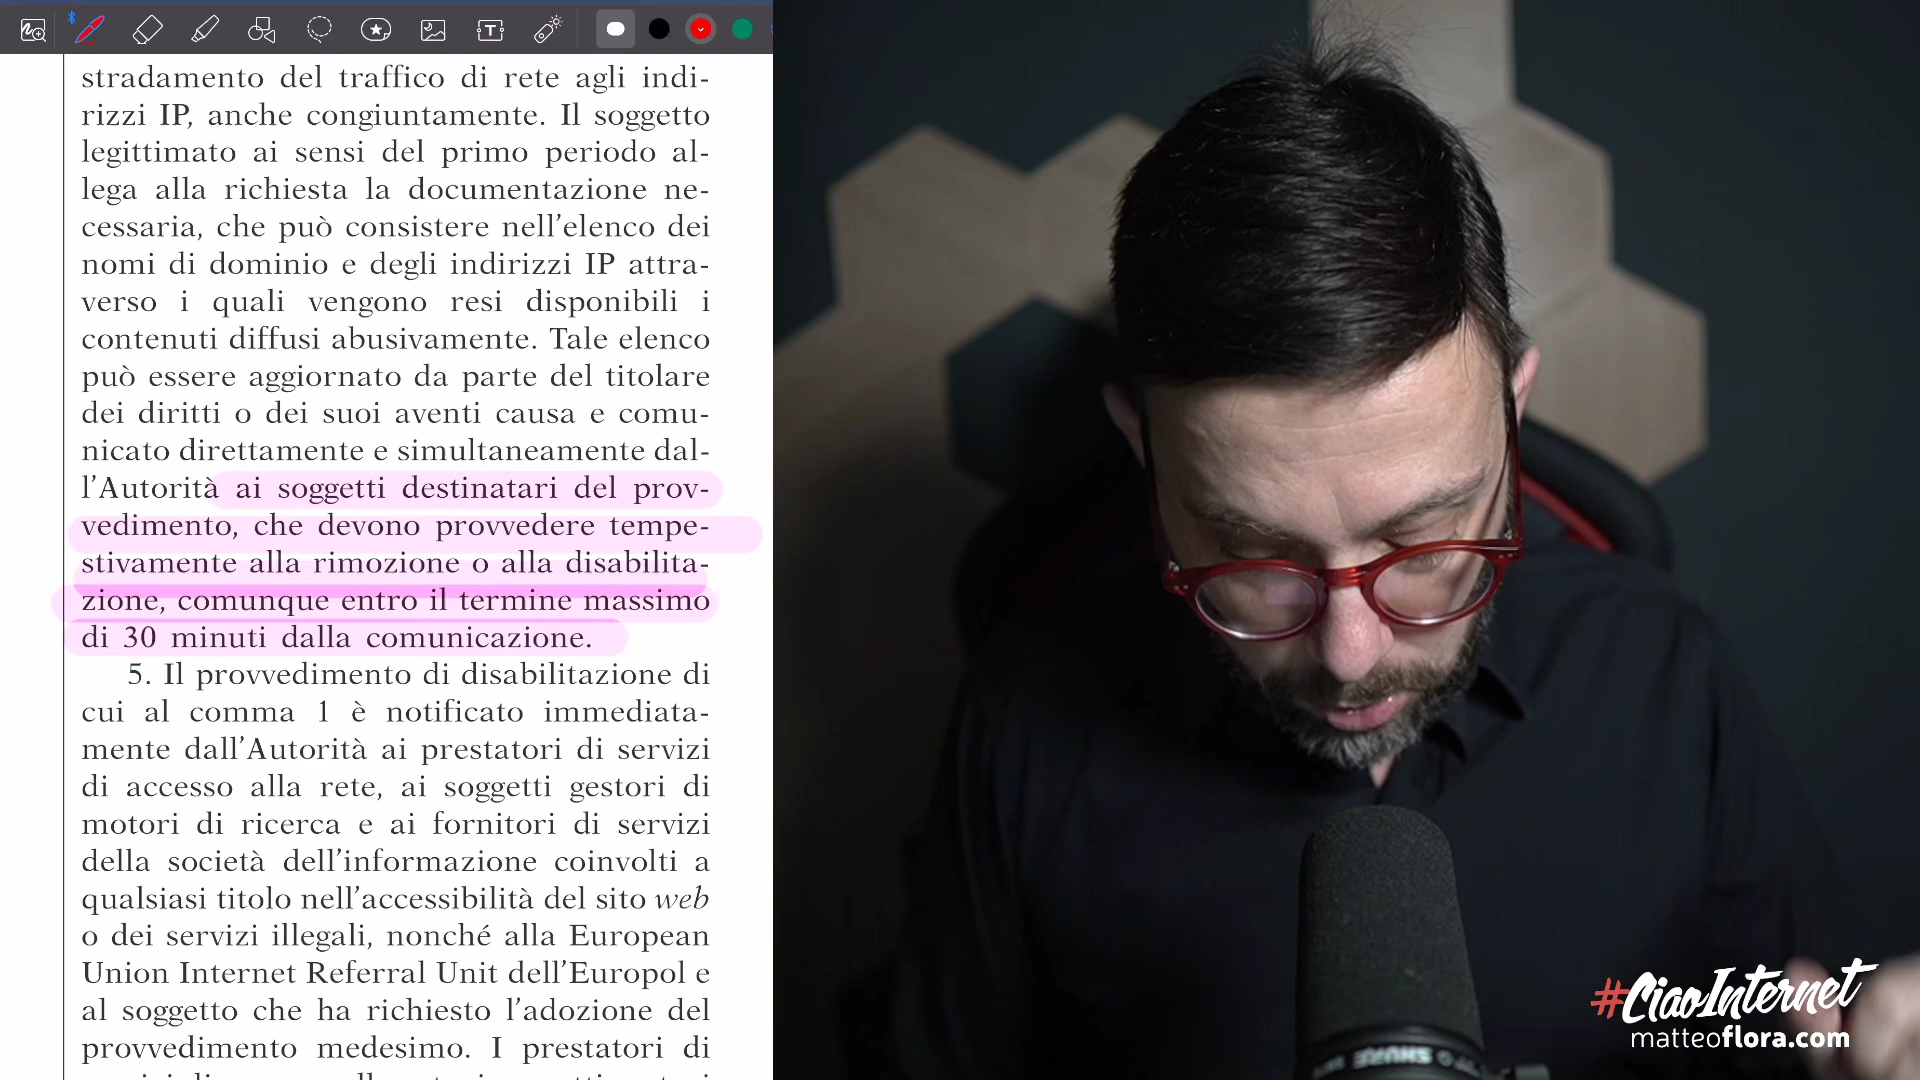 stradamento del traffico di rete agli indi-
rizzi IP, anche congiuntamente. Il soggetto
legittimato ai sensi del primo periodo al-
lega alla richiesta la documentazione ne-
cessaria, che può consistere nell'elenco dei
nomi di dominio e degli indirizzi IP attra-
verso i quali vengono resi disponibili i
contenuti diffusi abusivamente. Tale elenco
può essere aggiornato da parte del titolare
dei diritti o dei suoi aventi causa e comu-
nicato direttamente e simultaneamente dal-
l'Autorità ai soggetti destinatari del prov-
vedimento, che devono provvedere tempe-
stivamente alla rimozione o alla disabilita-
zione, comunque entro il termine massimo
di 30 minuti dalla comunicazione.
5. Il provvedimento di disabilitazione di
cui al comma 1 è notificato immediata-
mente dall'Autorità ai prestatori di servizi
di accesso alla rete, ai soggetti gestori di
motori di ricerca e ai fornitori di servizi
della società dell'informazione coinvolti a
qualsiasi titolo nell'accessibilità del sito web
o dei servizi illegali, nonché alla European
Union Internet Referral Unit dell'Europol e
al soggetto che ha richiesto l'adozione del
provvedimento medesimo. I prestatori di
SHURE
#CiaoInternet
matteoflora.com